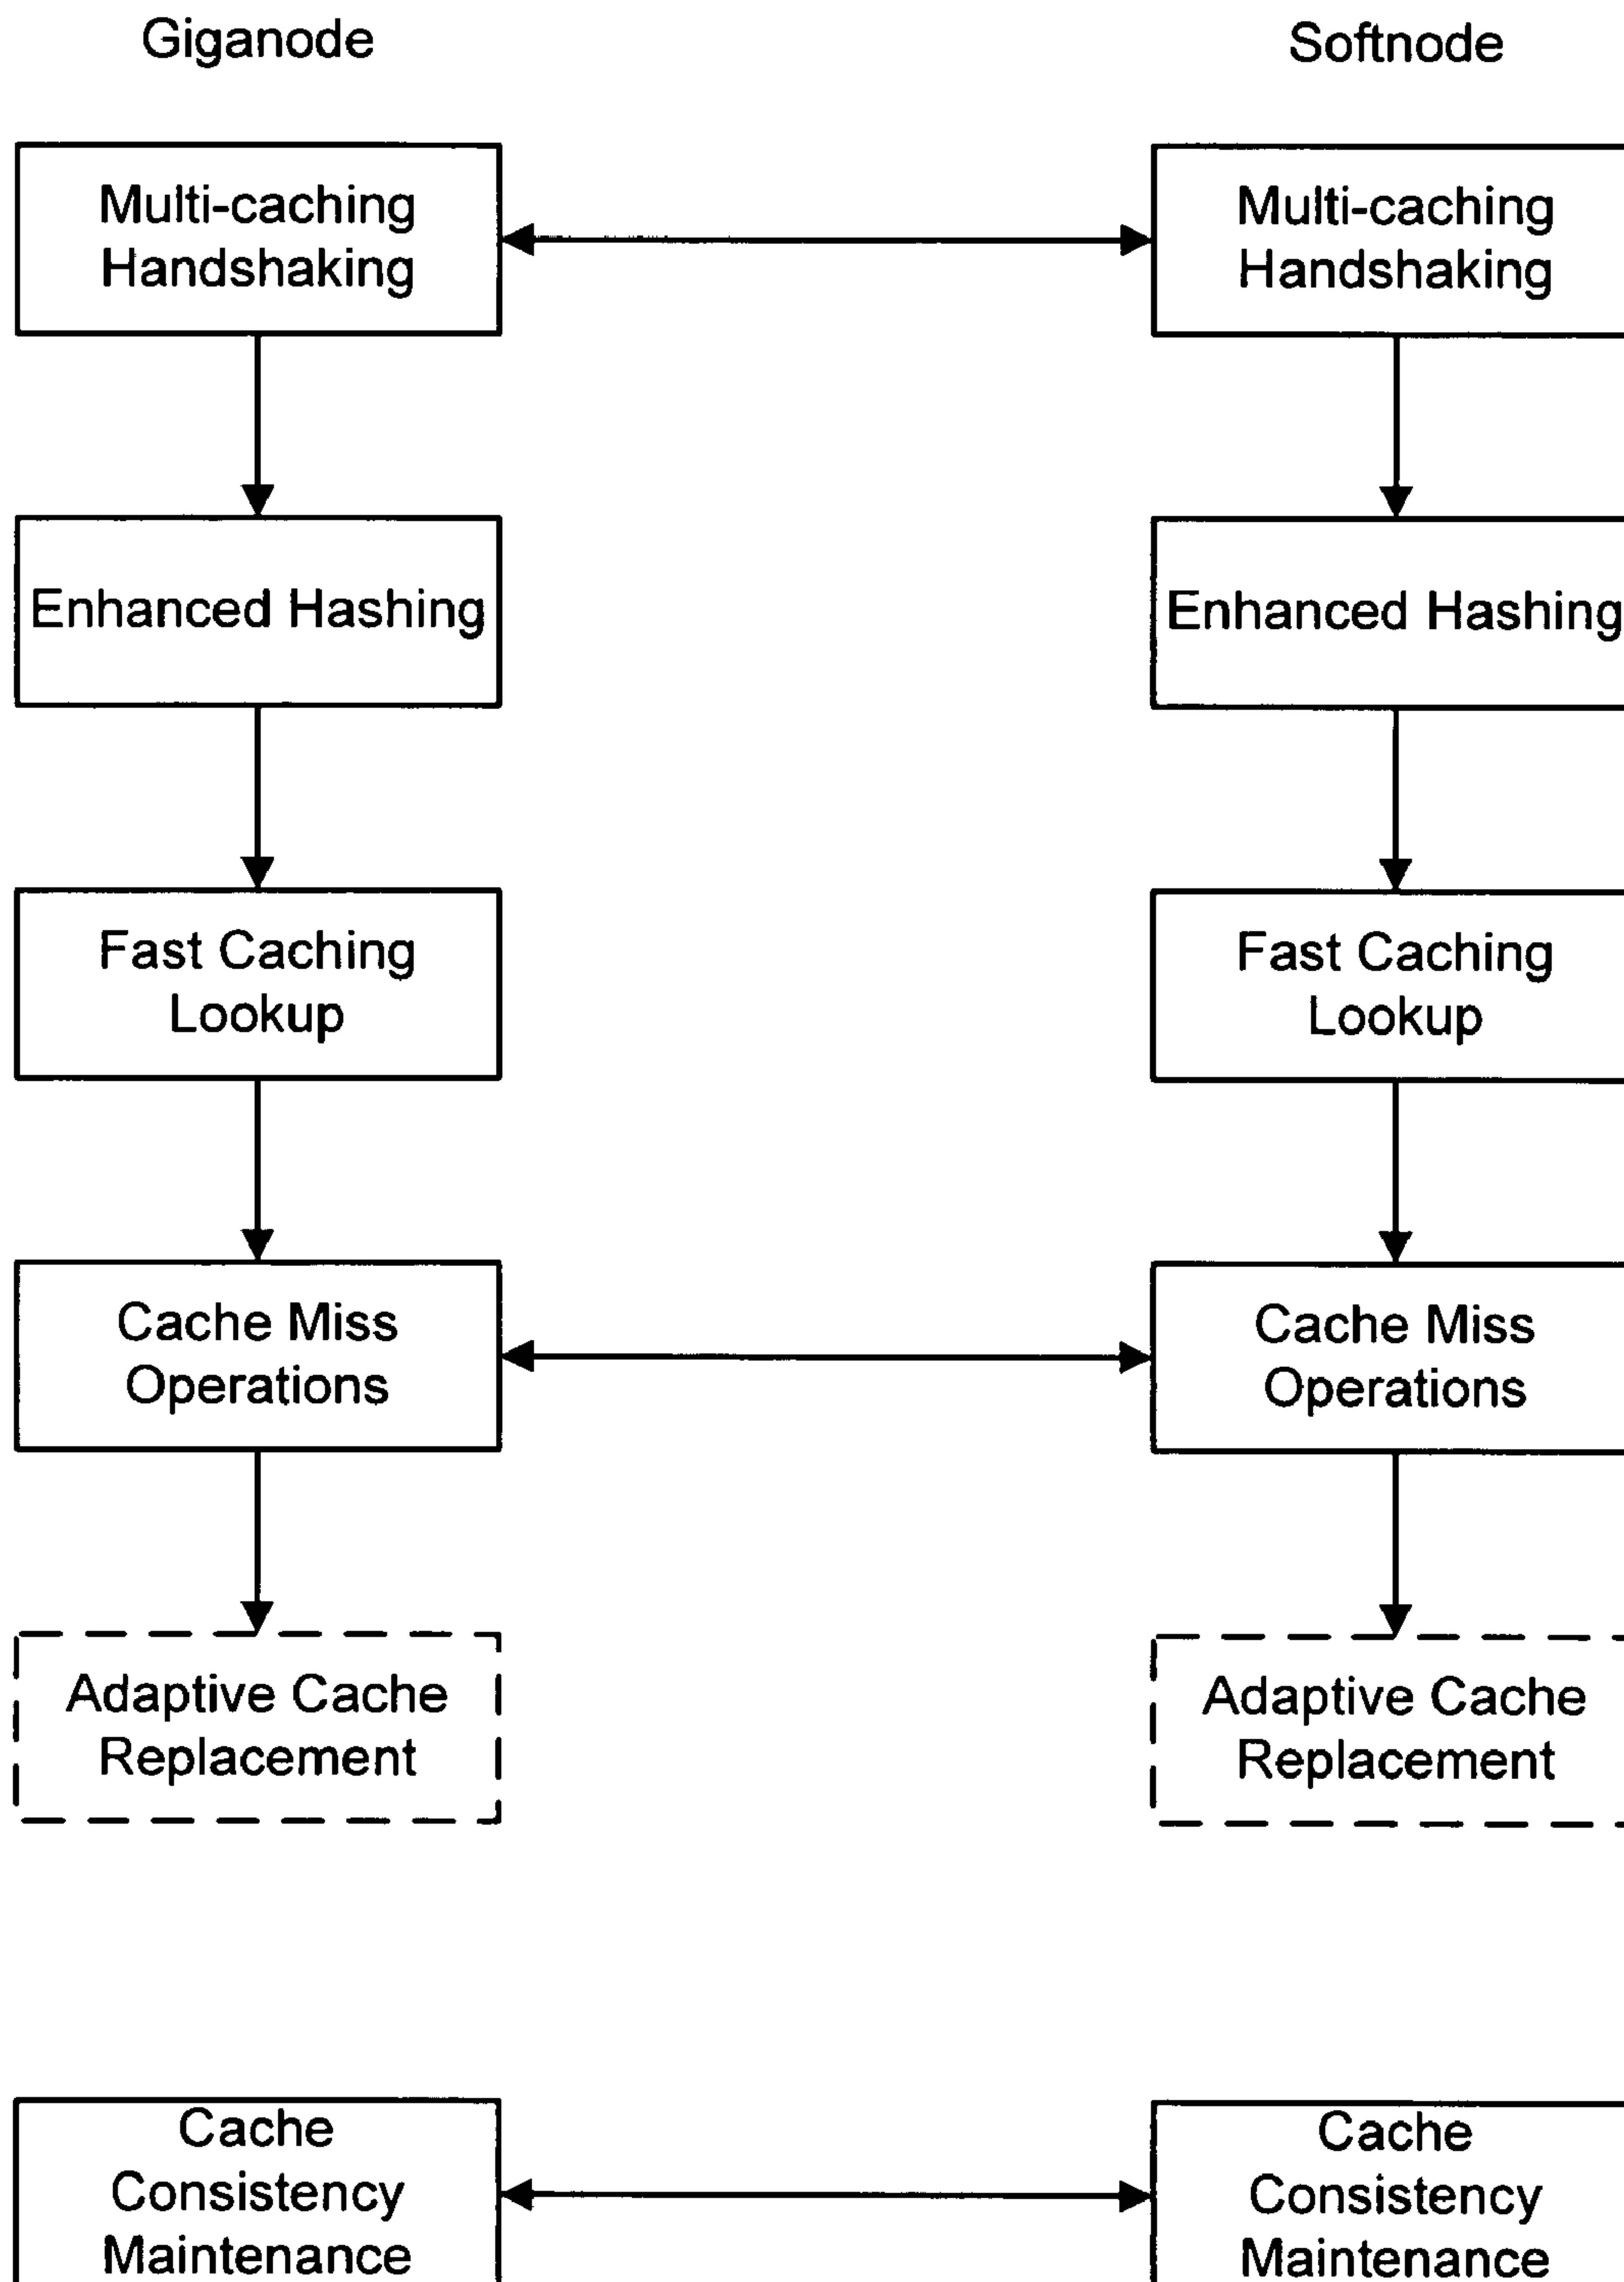 Giganode
Softnode
Multi-caching
Handshaking
Multi-caching
Handshaking
Enhanced Hashing
Enhanced Hashing
Fast Caching
Lookup
Fast Caching
Lookup
Cache Miss
Operations
Cache Miss
Operations
Adaptive Cache
Replacement
Adaptive Cache
Replacement
Cache
Consistency
Maintenance
Cache
Consistency
Maintenance